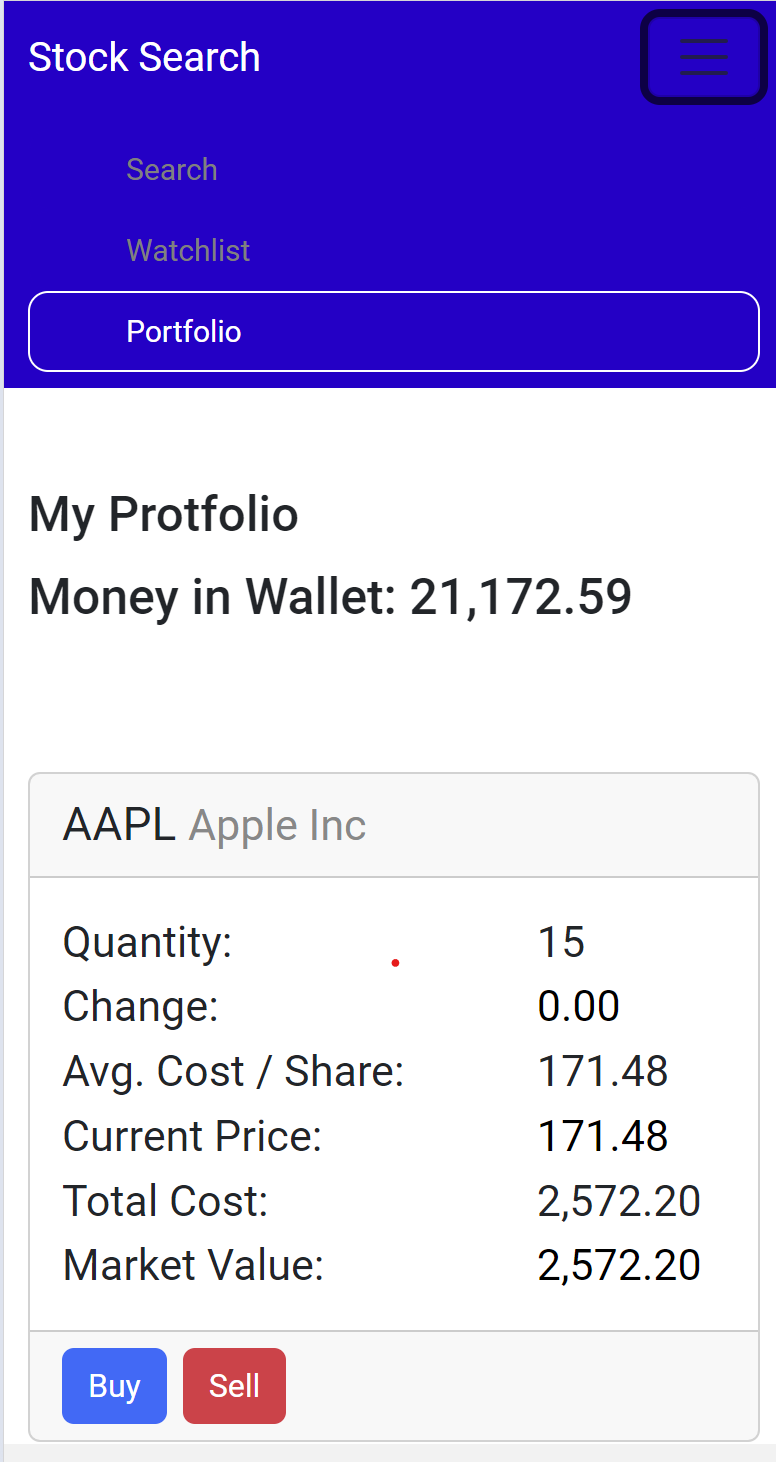 Stock Search
Search
Watchlist
Portfolio
My Protfolio
Money in Wallet: 21,172.59
AAPL Apple Inc
Quantity: 15
Change: 0.00
Avg. Cost / Share: 171.48
Current Price: 171.48
Total Cost: 2,572.20
Market Value: 2,572.20
Buy Sell